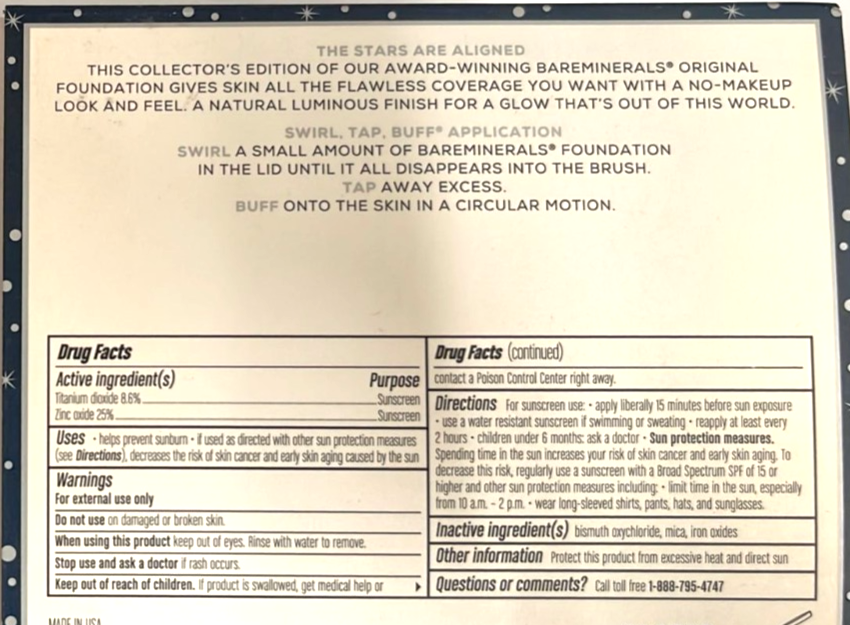 THE STARS ARE ALIGNED
THIS COLLECTOR'S EDITION OF OUR AWARD-WINNING BAREMINERALS® ORIGINAL
FOUNDATION GIVES SKIN ALL THE FLAWLESS COVERAGE YOU WANT WITH A NO-MAKEUP
LOOK AND FEEL. A NATURAL LUMINOUS FINISH FOR A GLOW THAT'S OUT OF THIS WORLD.
SWIRL, TAP, BUFF® APPLICATION
SWIRL A SMALL AMOUNT OF BAREMINERALS® FOUNDATION
IN THE LID UNTIL IT ALL DISAPPEARS INTO THE BRUSH.
TAP AWAY EXCESS.
BUFF ONTO THE SKIN IN A CIRCULAR MOTION.
Drug Facts
Active ingredient(s) Purpose
Titanium dioxide 8.6% Sunscreen
Zinc oxide 25% Sunscreen
Uses • helps prevent sunburn • if used as directed with other sun protection measures
(see Directions), decreases the risk of skin cancer and early skin aging caused by the sun
Warnings
For external use only
Do not use on damaged or broken skin.
When using this product keep out of eyes. Rinse with water to remove.
Stop use and ask a doctor if rash occurs.
Keep out of reach of children. If product is swallowed, get medical help or
Drug Facts (continued)
contact a Poison Control Center right away.
Directions For sunscreen use: • apply liberally 15 minutes before sun exposure
• use a water resistant sunscreen if swimming or sweating • reapply at least every
2 hours • children under 6 months: ask a doctor • Sun protection measures.
Spending time in the sun increases your risk of skin cancer and early skin aging. To
decrease this risk, regularly use a sunscreen with a Broad Spectrum SPF of 15 or
higher and other sun protection measures including: • limit time in the sun, especially
from 10 a.m. - 2 p.m. • wear long-sleeved shirts, pants, hats, and sunglasses.
Inactive ingredient(s) bismuth oxychloride, mica, iron oxides
Other information Protect this product from excessive heat and direct sun
Questions or comments? Call toll free 1-888-795-4747
MADE IN USA